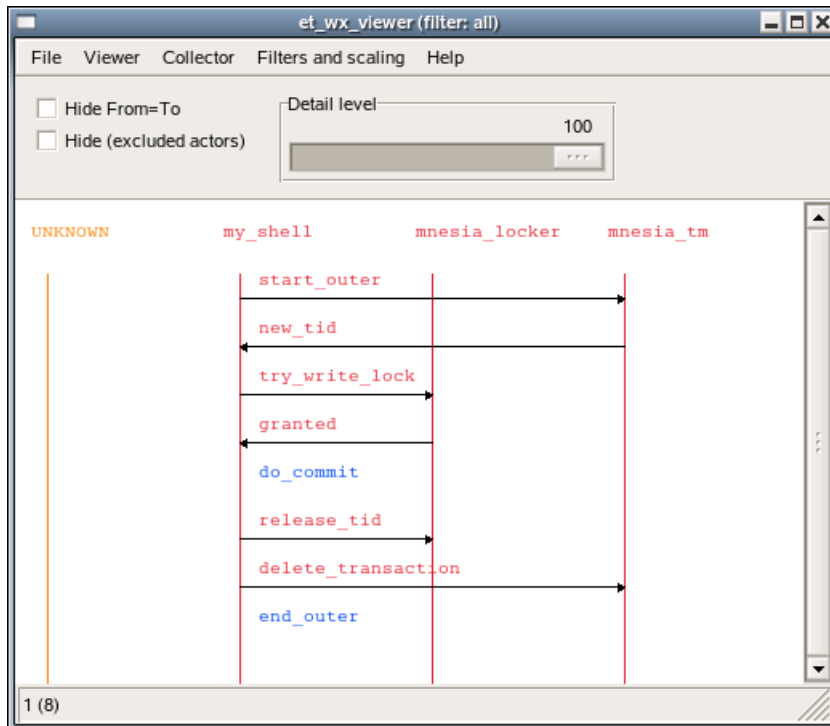 et_wx_viewer (filter: all)
File Viewer Collector Filters and scaling Help
Hide From=To
Hide (excluded actors)
Detail level
100
UNKNOWN my_shell mnesia_locker mnesia_tm
start_outer
new_tid
try_write_lock
granted
do_commit
release_tid
delete_transaction
end_outer
1 (8)